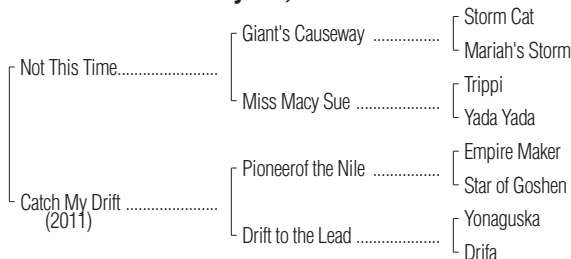 Storm Cat
Giant's Causeway ................
Mariah's Storm
Not This Time........................
Trippi
Miss Macy Sue ....................
Yada Yada
Empire Maker
Pioneerof the Nile ................
Star of Goshen
Catch My Drift ......................
(2011)
Yonaguska
Drift to the Lead ....................
Drifa